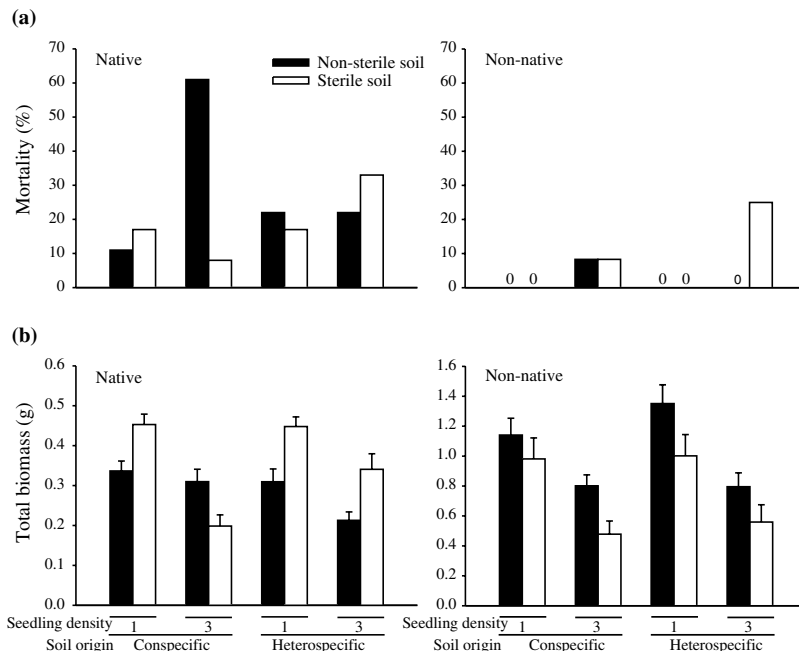 (a)
Native
Non-sterile soil
Sterile soil
Mortality (%)
70
60
50
40
30
20
10
0
Non-native
70
60
50
40
30
20
10
0
0 0 0 0 0
(b)
Native
Total biomass (g)
0.6
0.5
0.4
0.3
0.2
0.1
0.0
Non-native
1.6
1.4
1.2
1.0
0.8
0.6
0.4
0.2
0.0
Seedling density 1 3 1 3 1 3 1 3
Soil origin Conspecific Heterospecific Conspecific Heterospecific